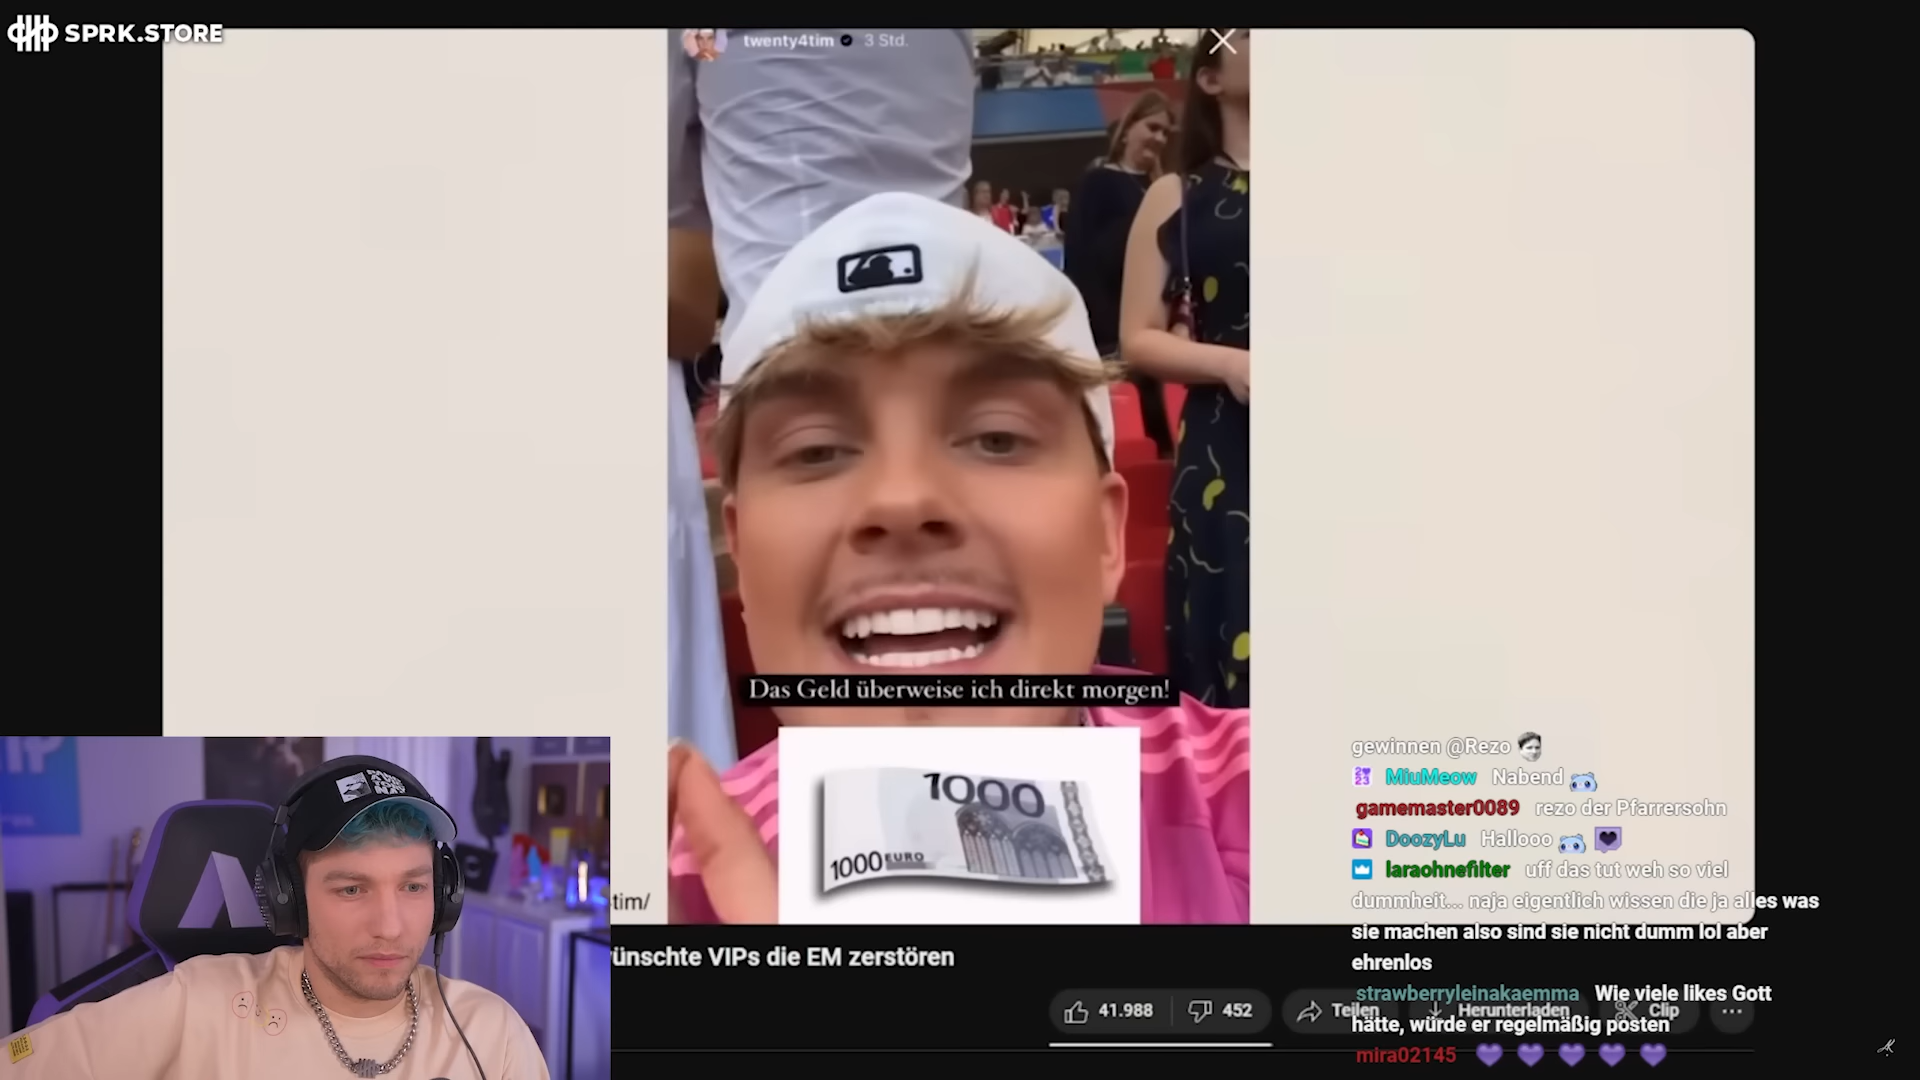 SPRK.STORE
twenty4tim 3 Std.
Das Geld überweise ich direkt morgen!
1000
1000 EURO
tim/
ünschte VIPs die EM zerstören
41.988 452 Teilen Herunterladen Clip
gewinnen @Rezo
MiuMeow Nabend
gamemaster0089 rezo der Pfarrersohn
DoozyLu Hallooo
laraohnefilter uff das tut weh so viel
dummheit... naja eigentlich wissen die ja alles was
sie machen also sind sie nicht dumm lol aber
ehrenlos
strawberryleinakaemma Wie viele likes Gott
hätte, würde er regelmäßig posten
mira02145